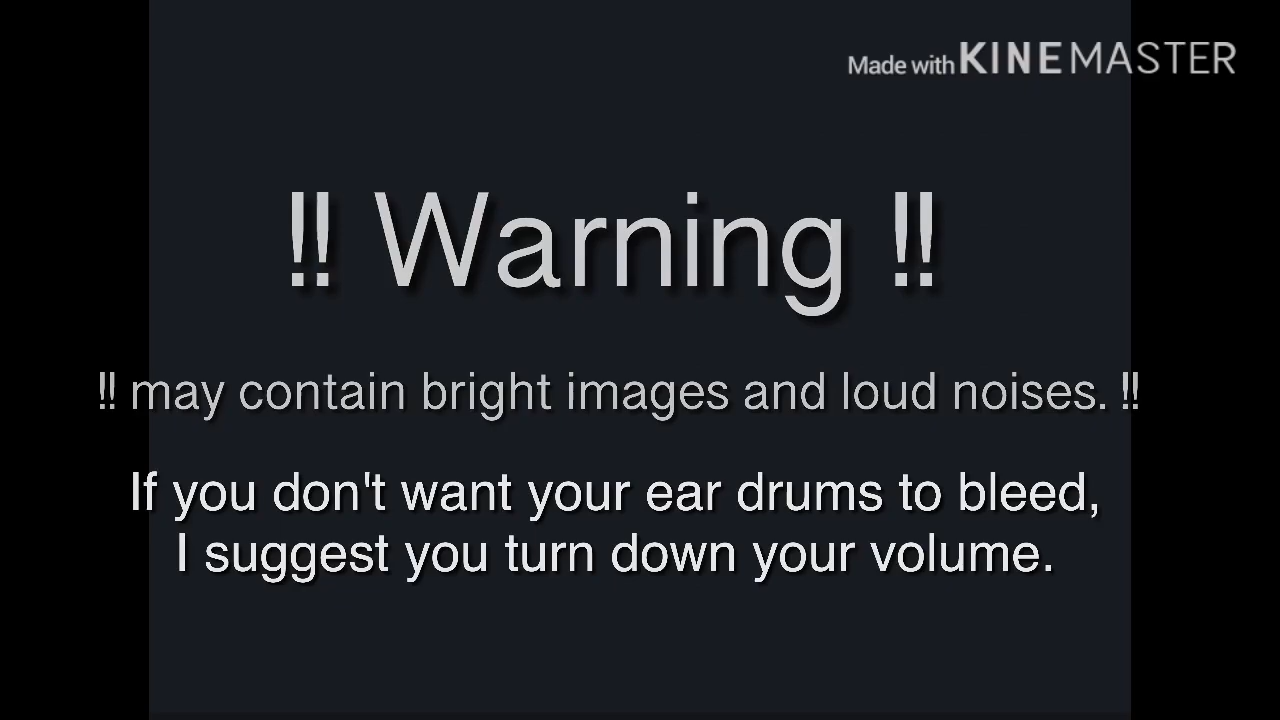 Made with KINEMASTER
‼ Warning ‼
‼ may contain bright images and loud noises. ‼
If you don't want your ear drums to bleed,
I suggest you turn down your volume.